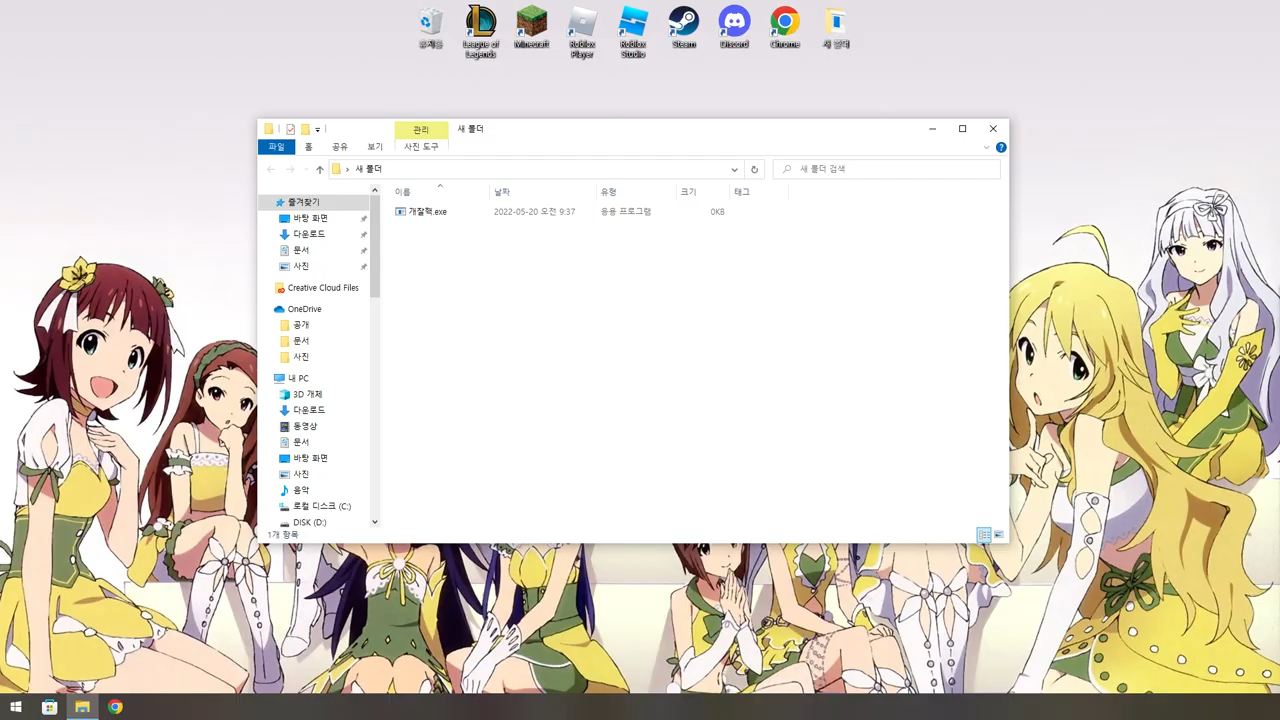 휴지통
League of
Legends
Minecraft
Roblox
Player
Roblox
Studio
Steam
Discord
Chrome
새 폴더
관리
새 폴더
파일
홈
공유
보기
사진 도구
새 폴더
새 폴더 검색
이름
날짜
유형
크기
태그
즐겨찾기
바탕 화면
다운로드
문서
사진
Creative Cloud Files
OneDrive
공개
문서
사진
내 PC
3D 개체
다운로드
동영상
문서
바탕 화면
사진
음악
로컬 디스크 (C:)
DISK (D:)
개잘핵.exe
2022-05-20 오전 9:37
응용 프로그램
0KB
1개 항목